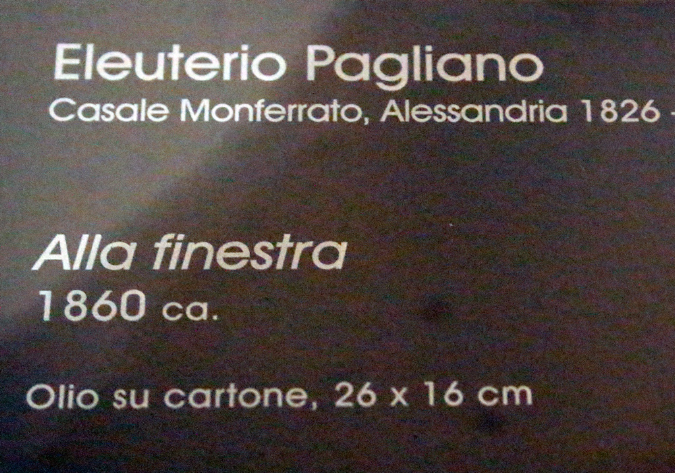 Eleuterio Pagliano
Casale Monferrato, Alessandria 1826 -
Alla finestra
1860 ca.
Olio su cartone, 26 x 16 cm